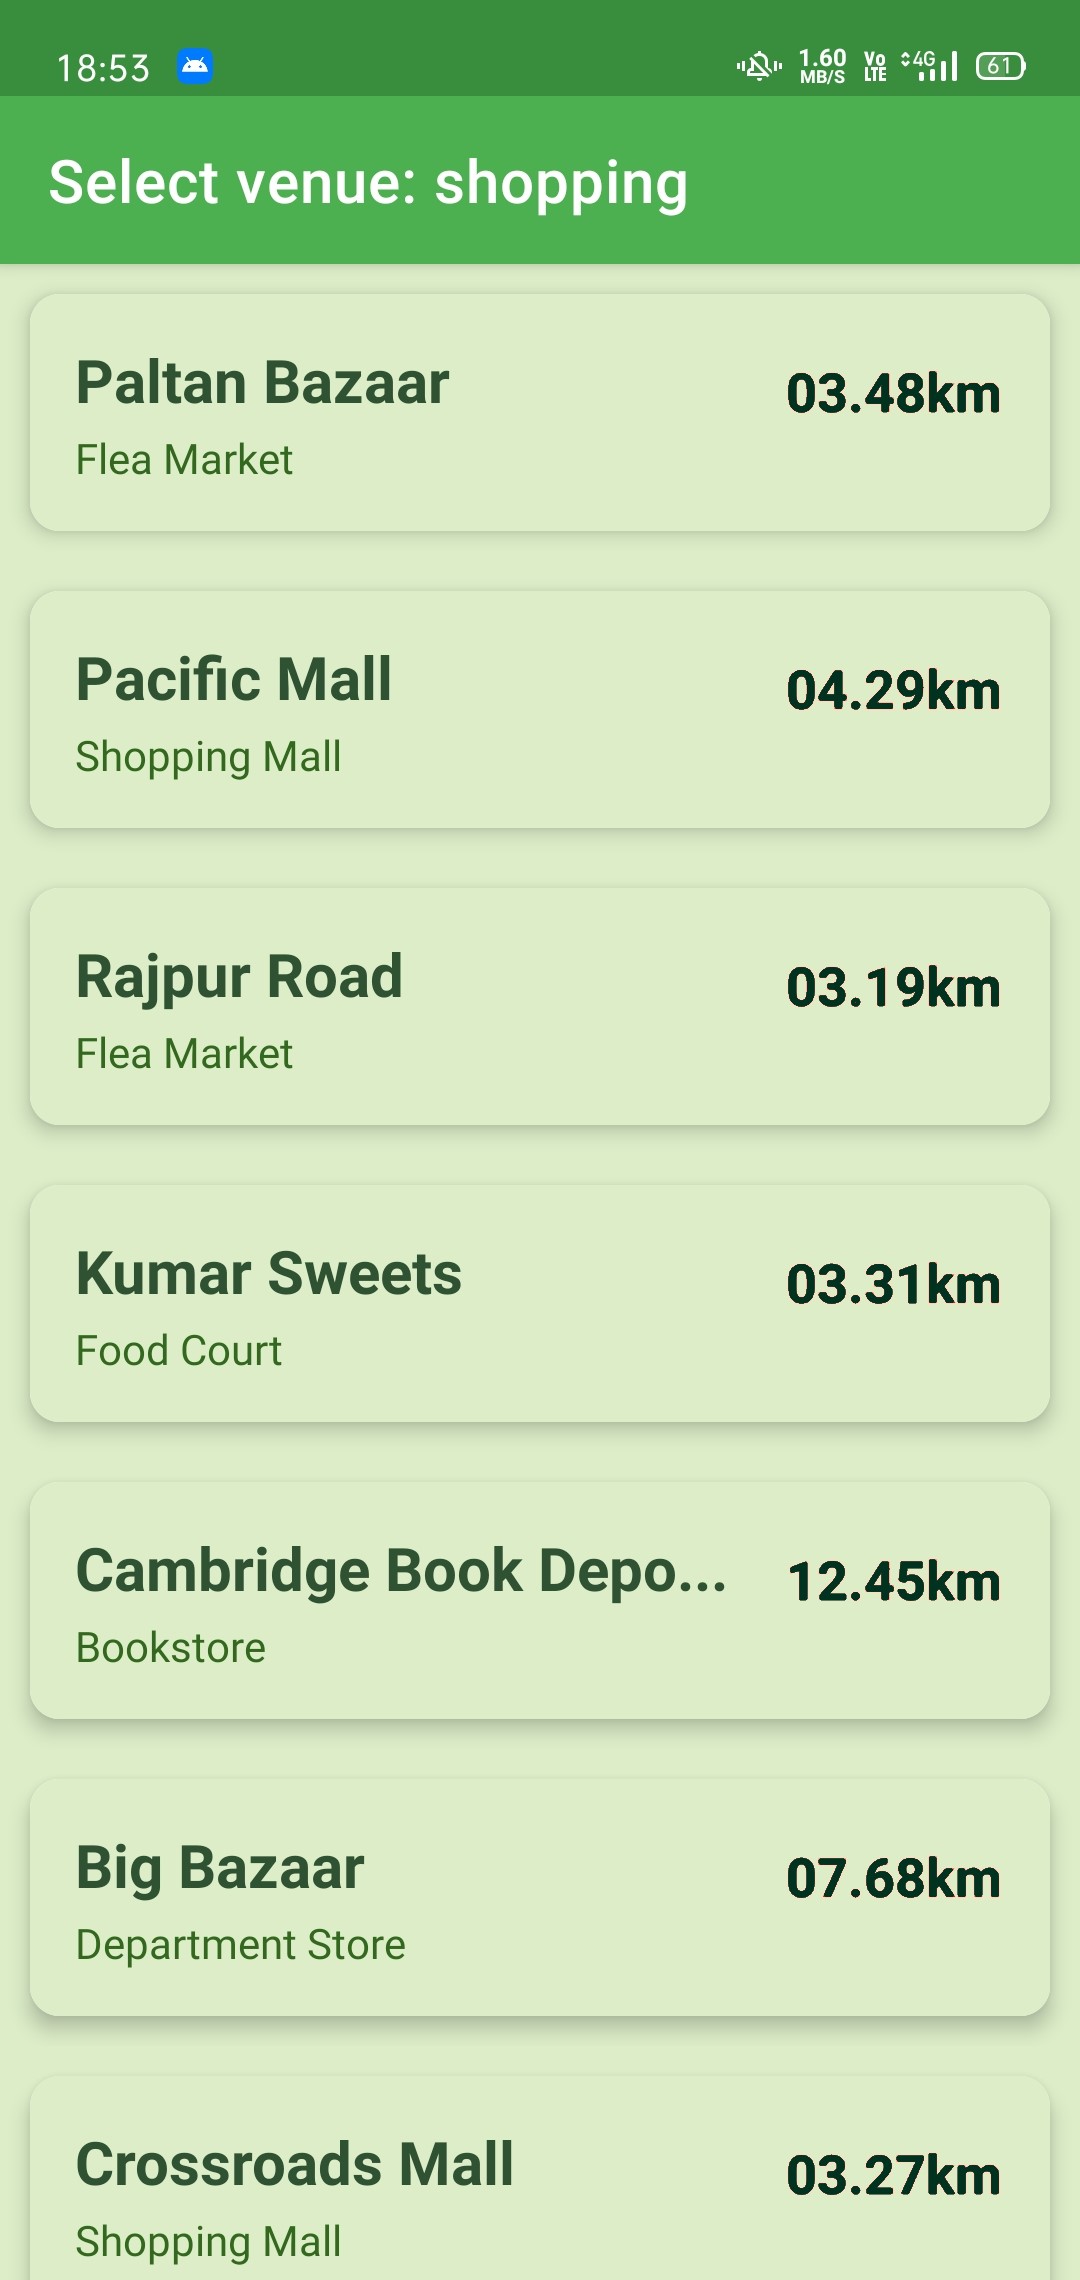 18:53 1.60 MB/S Vo LTE 4G 61
Select venue: shopping
Paltan Bazaar 03.48km
Flea Market
Pacific Mall 04.29km
Shopping Mall
Rajpur Road 03.19km
Flea Market
Kumar Sweets 03.31km
Food Court
Cambridge Book Depo... 12.45km
Bookstore
Big Bazaar 07.68km
Department Store
Crossroads Mall 03.27km
Shopping Mall